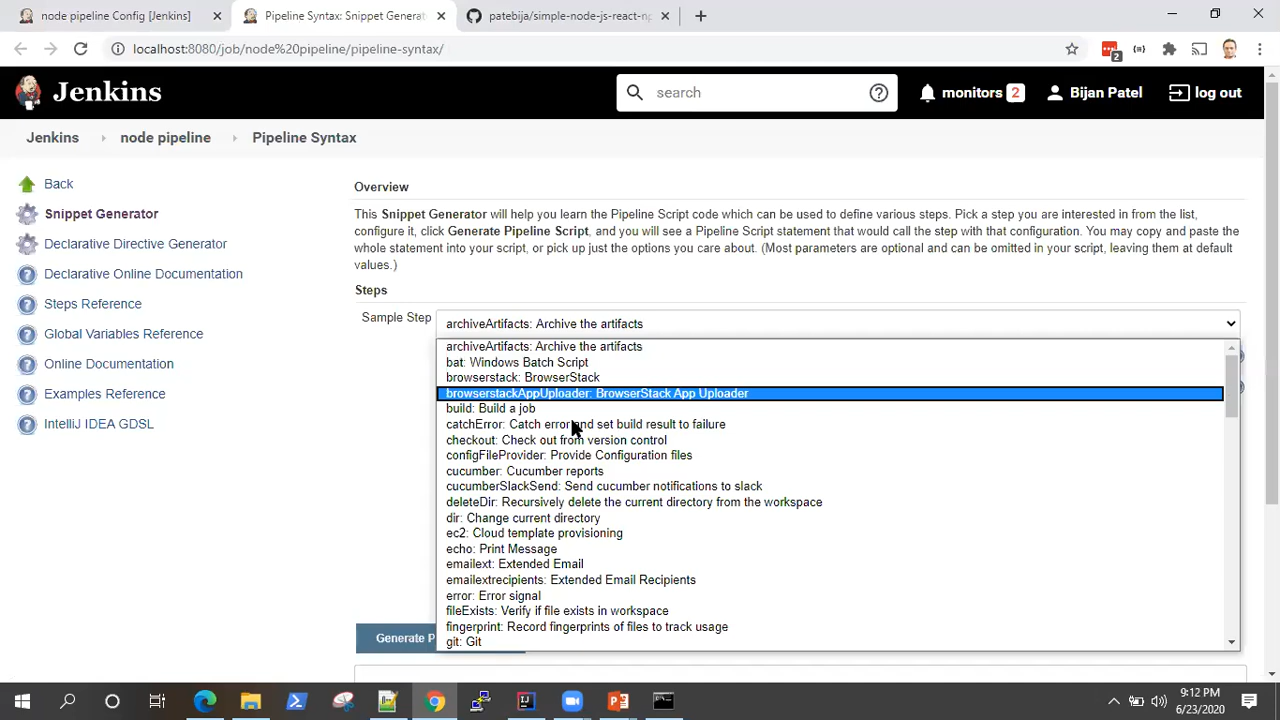 node pipeline Config [Jenkins]
Pipeline Syntax: Snippet Generat
patebija/simple-node-js-react-np
localhost:8080/job/node%20pipeline/pipeline-syntax/
2
Jenkins
search
monitors 2
Bijan Patel
log out
Jenkins
node pipeline
Pipeline Syntax
Back
Snippet Generator
Declarative Directive Generator
Declarative Online Documentation
Steps Reference
Global Variables Reference
Online Documentation
Examples Reference
IntelliJ IDEA GDSL
Overview
This Snippet Generator will help you learn the Pipeline Script code which can be used to define various steps. Pick a step you are interested in from the list,
configure it, click Generate Pipeline Script, and you will see a Pipeline Script statement that would call the step with that configuration. You may copy and paste the
whole statement into your script, or pick up just the options you care about. (Most parameters are optional and can be omitted in your script, leaving them at default
values.)
Steps
Sample Step
archiveArtifacts: Archive the artifacts
archiveArtifacts: Archive the artifacts
bat: Windows Batch Script
browserstack: BrowserStack
browserstackAppUploader: BrowserStack App Uploader
build: Build a job
catchError: Catch error and set build result to failure
checkout: Check out from version control
configFileProvider: Provide Configuration files
cucumber: Cucumber reports
cucumberSlackSend: Send cucumber notifications to slack
deleteDir: Recursively delete the current directory from the workspace
dir: Change current directory
ec2: Cloud template provisioning
echo: Print Message
emailext: Extended Email
emailextrecipients: Extended Email Recipients
error: Error signal
fileExists: Verify if file exists in workspace
fingerprint: Record fingerprints of files to track usage
git: Git
Generate P
9:12 PM
6/23/2020